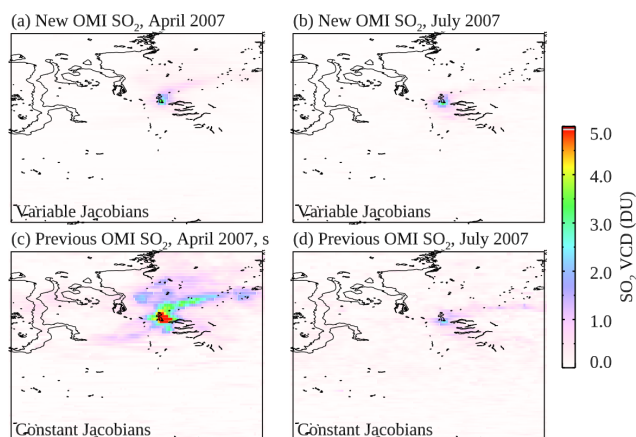 (a) New OMI SO₂, April 2007
(b) New OMI SO₂, July 2007
Variable Jacobians
Variable Jacobians
(c) Previous OMI SO₂, April 2007, s
(d) Previous OMI SO₂, July 2007
Constant Jacobians
Constant Jacobians
5.0
4.0
3.0
2.0
1.0
0.0
SO₂ VCD (DU)